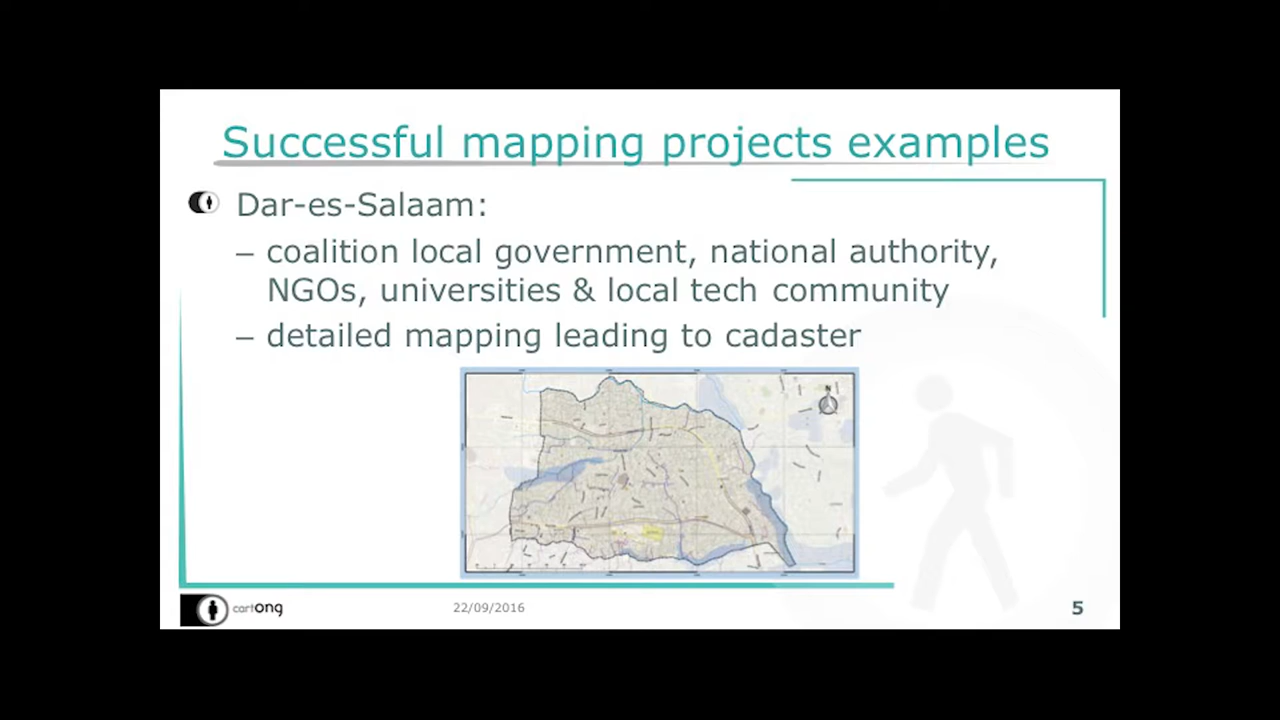 Successful mapping projects examples
Dar-es-Salaam:
– coalition local government, national authority,
NGOs, universities & local tech community
– detailed mapping leading to cadaster
N
cartONG
22/09/2016
5